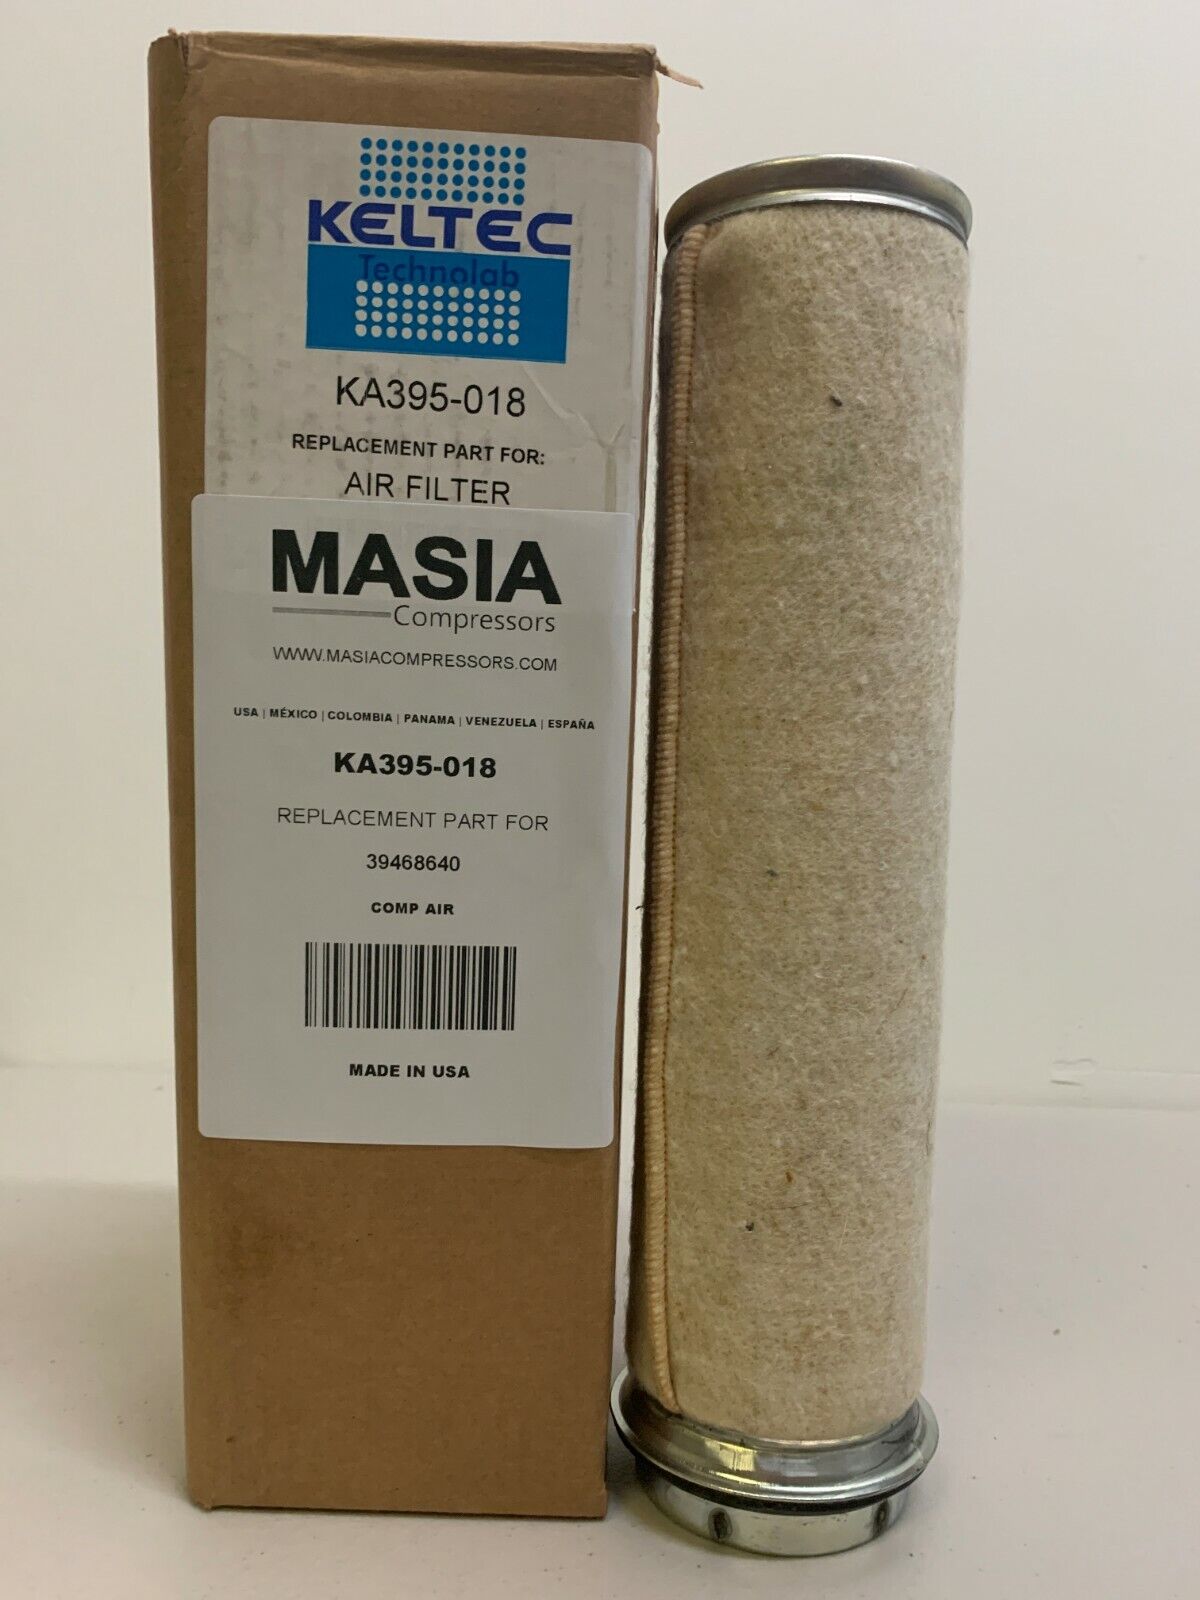 KELTEC
Technolab
KA395-018
REPLACEMENT PART FOR:
AIR FILTER
MASIA
Compressors
WWW.MASIACOMPRESSORS.COM
USA | MÉXICO | COLOMBIA | PANAMA | VENEZUELA | ESPAÑA
KA395-018
REPLACEMENT PART FOR
39468640
COMP AIR
MADE IN USA